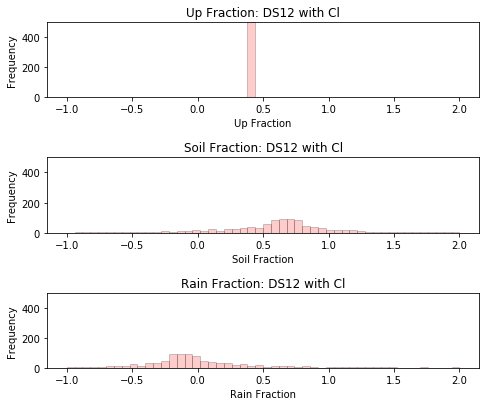 Up Fraction: DS12 with Cl
400
200
0
Frequency
−1.0 −0.5 0.0 0.5 1.0 1.5 2.0
Up Fraction
Soil Fraction: DS12 with Cl
400
200
0
Frequency
−1.0 −0.5 0.0 0.5 1.0 1.5 2.0
Soil Fraction
Rain Fraction: DS12 with Cl
400
200
0
Frequency
−1.0 −0.5 0.0 0.5 1.0 1.5 2.0
Rain Fraction